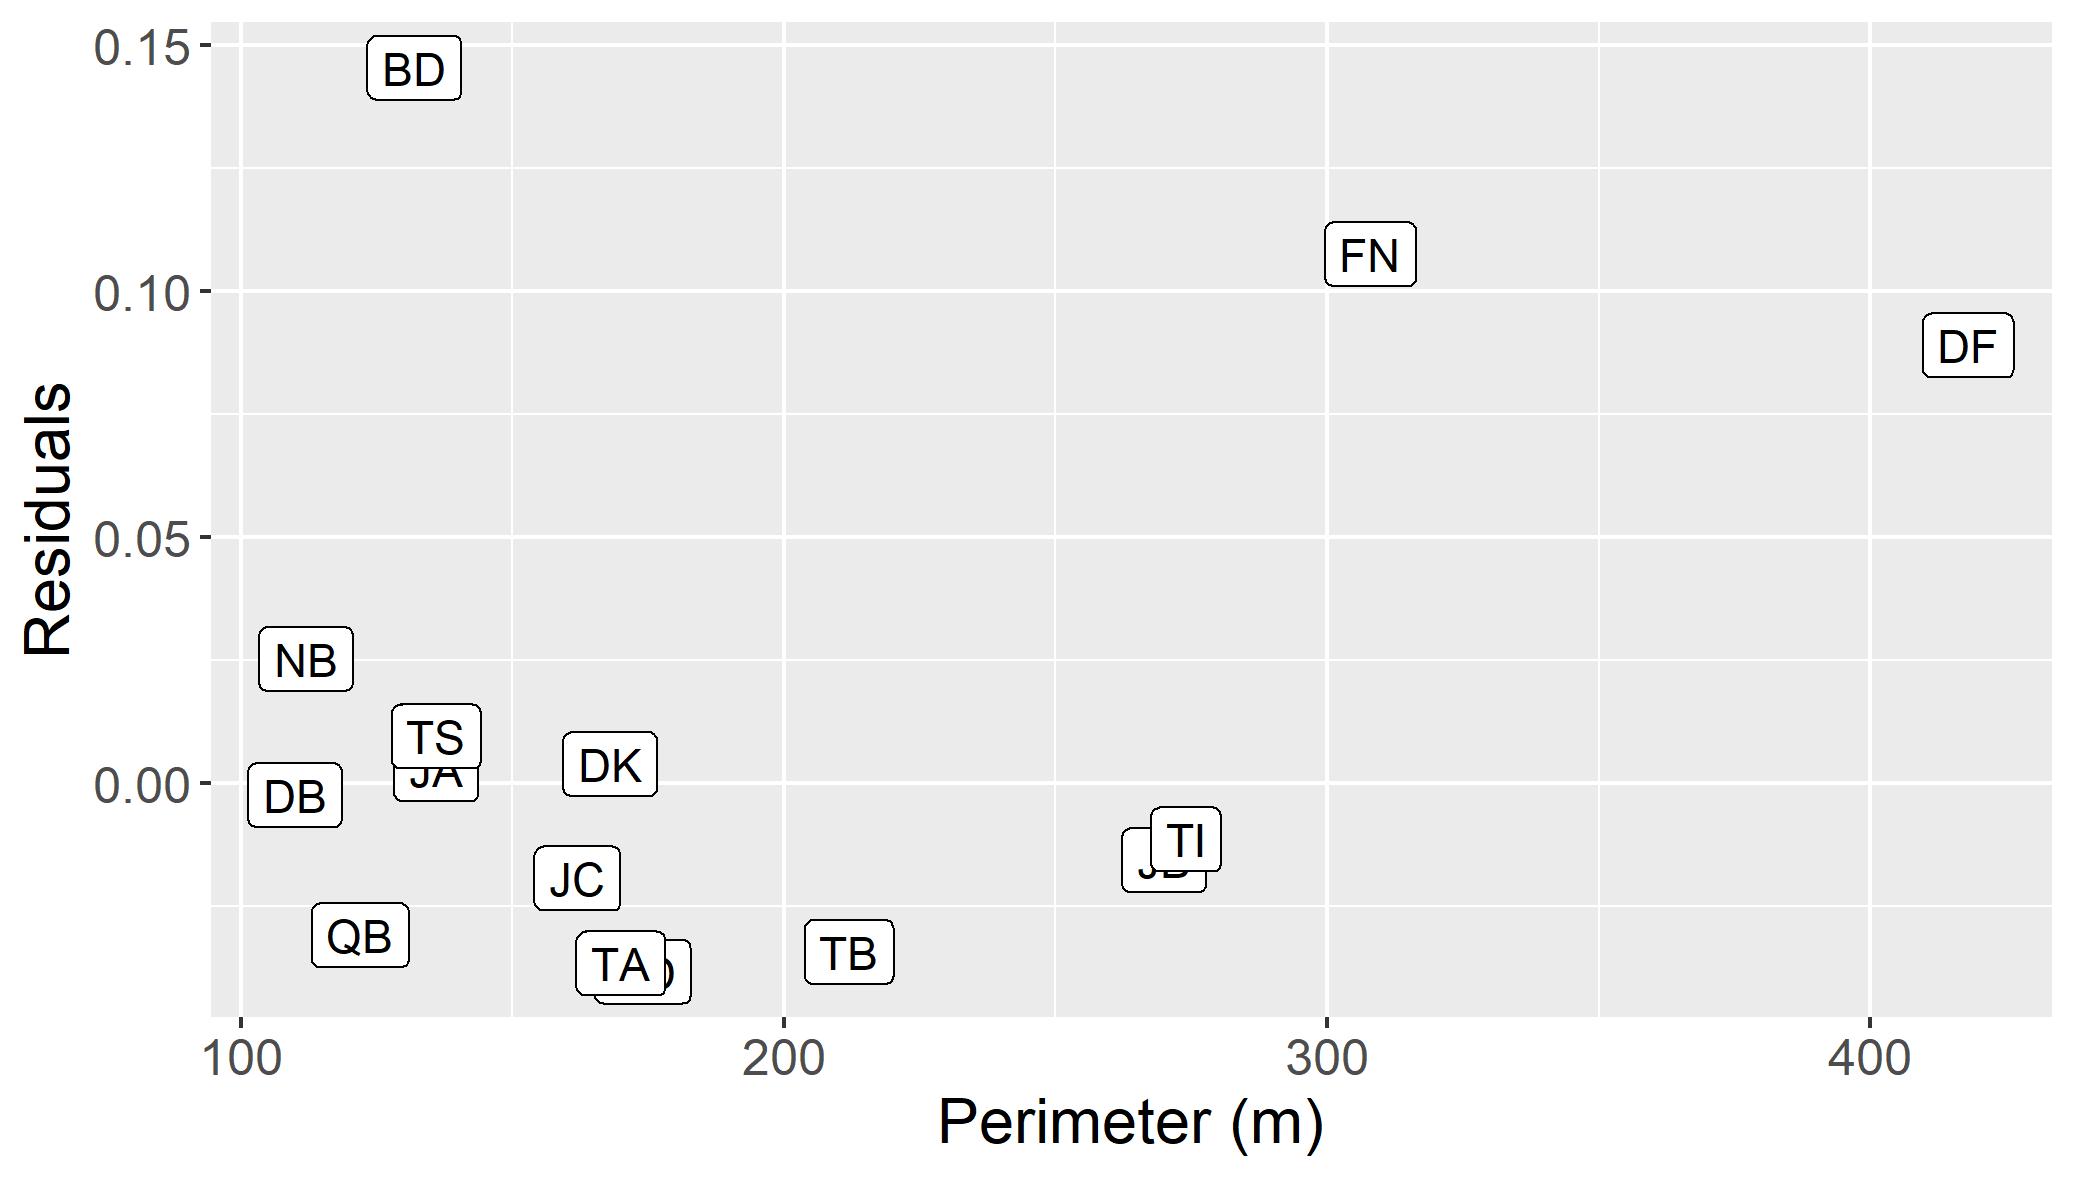 0.15
BD
FN
0.10
DF
Residuals
0.05
NB
TS
JA
DK
0.00
DB
TI
JC
QB
TA
TB
100
200
300
400
Perimeter (m)